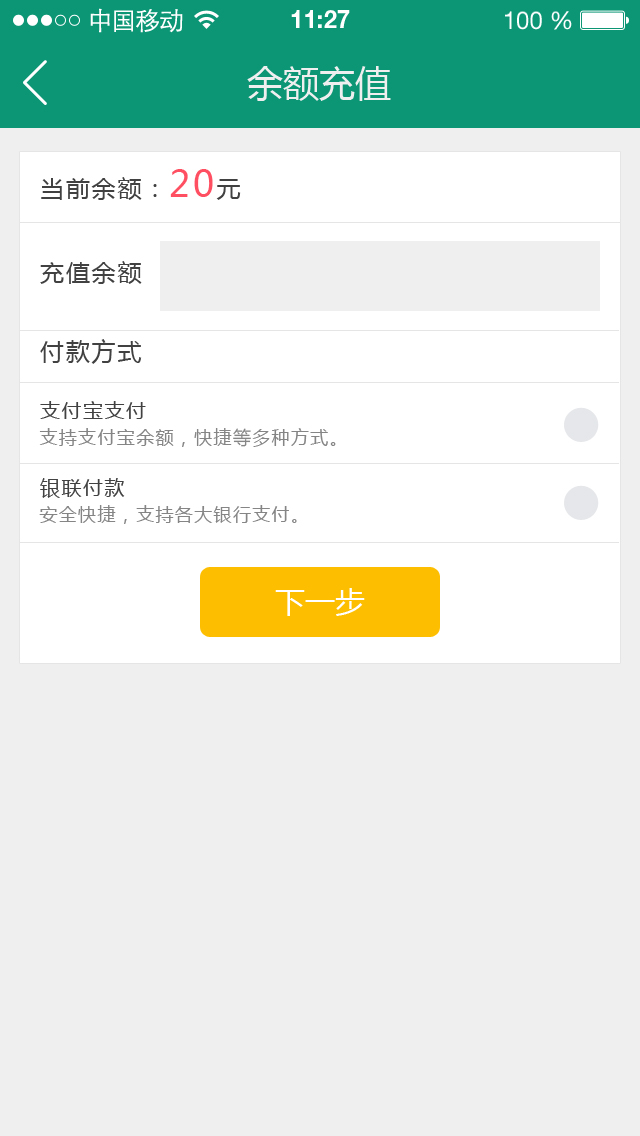 中国移动 11:27 100 %
余额充值
当前余额：20元
充值余额
付款方式
支付宝支付
支持支付宝余额，快捷等多种方式。
银联付款
安全快捷，支持各大银行支付。
下一步